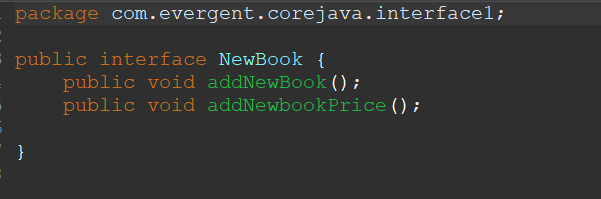 package com.evergent.corejava.interface1;
public interface NewBook {
public void addNewBook();
public void addNewbookPrice();
}